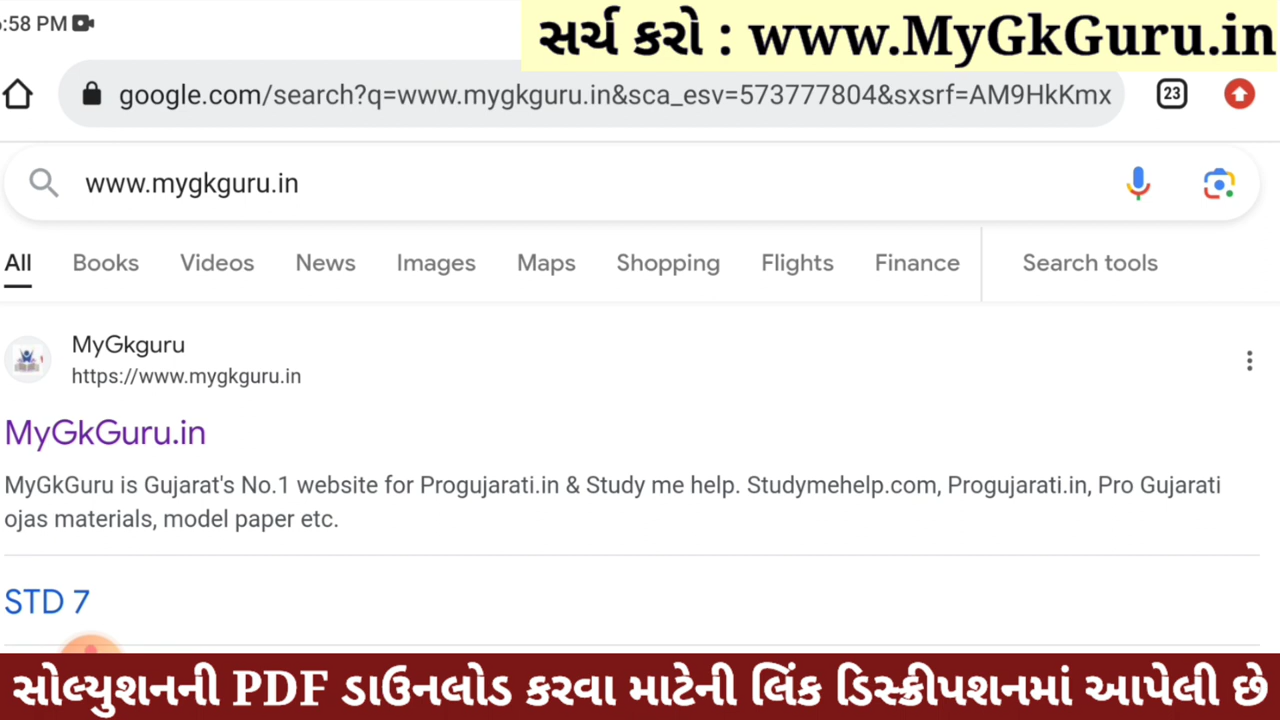 :58 PM
સર્ચ કરો : www.MyGkGuru.in
google.com/search?q=www.mygkguru.in&sca_esv=573777804&sxsrf=AM9HkKmx
23
www.mygkguru.in
All Books Videos News Images Maps Shopping Flights Finance Search tools
MyGkguru
https://www.mygkguru.in
MyGkGuru.in
MyGkGuru is Gujarat's No.1 website for Progujarati.in & Study me help. Studymehelp.com, Progujarati.in, Pro Gujarati
ojas materials, model paper etc.
STD 7
સોલ્યુશનની PDF ડાઉનલોડ કરવા માટેની લિંક ડિસ્ક્રીપશનમાં આપેલી છે